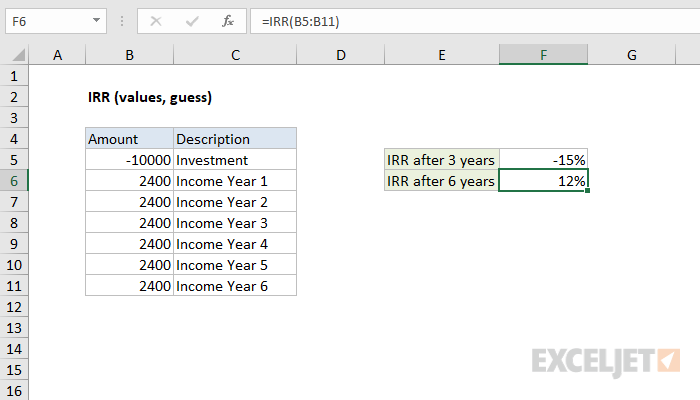 F6 fx =IRR(B5:B11)
A B C D E F G
1
2 IRR (values, guess)
3
4 Amount Description
5 -10000 Investment IRR after 3 years -15%
6 2400 Income Year 1 IRR after 6 years 12%
7 2400 Income Year 2
8 2400 Income Year 3
9 2400 Income Year 4
10 2400 Income Year 5
11 2400 Income Year 6
12
13
14
15
16
EXCELJET